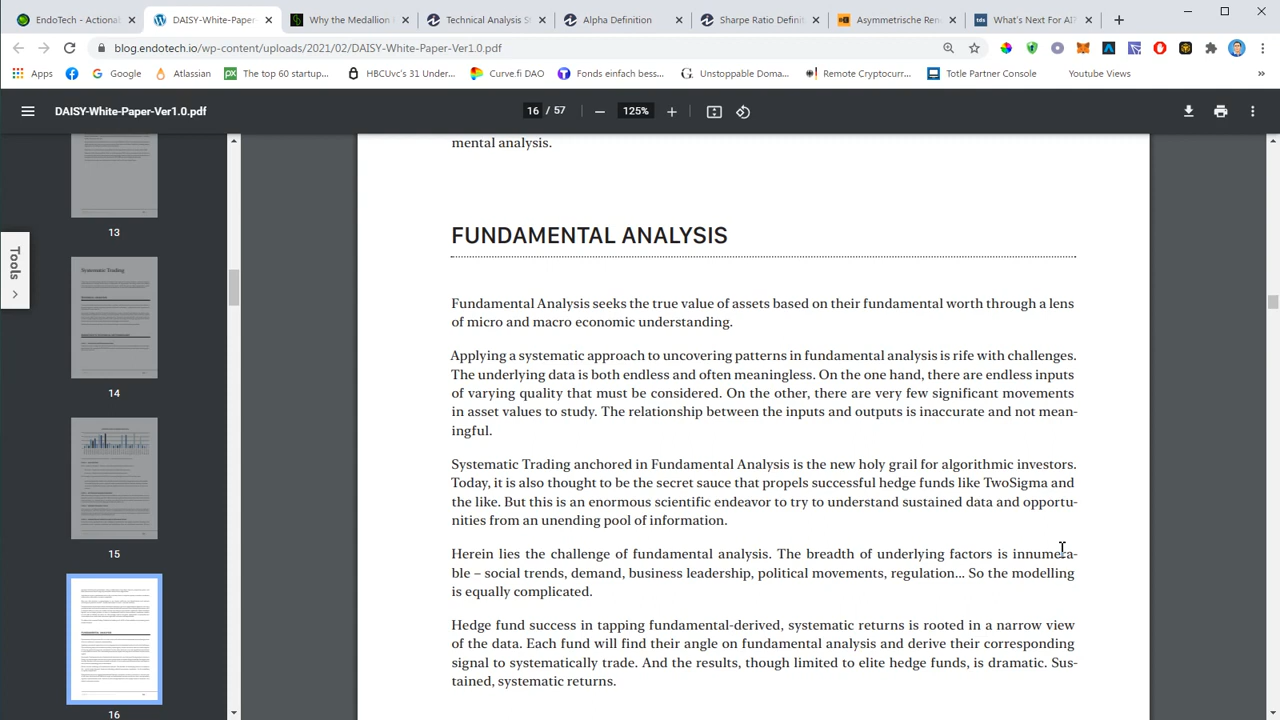 EndoTech - Actional
DAISY-White-Paper-
Why the Medallion
Technical Analysis St
Alpha Definition
Sharpe Ratio Definit
Asymmetrische Ren
What's Next For AI
blog.endotech.io/wp-content/uploads/2021/02/DAISY-White-Paper-Ver1.0.pdf
Apps
Google
Atlassian
The top 60 startup...
HBCUvc's 31 Under...
Curve.fi DAO
Fonds einfach bess...
Unstoppable Doma...
Remote Cryptocurr...
Totle Partner Console
Youtube Views
DAISY-White-Paper-Ver1.0.pdf
16 / 57
125%
Tools
13
14
15
16
mental analysis.
FUNDAMENTAL ANALYSIS
Fundamental Analysis seeks the true value of assets based on their fundamental worth through a lens
of micro and macro economic understanding.
Applying a systematic approach to uncovering patterns in fundamental analysis is rife with challenges.
The underlying data is both endless and often meaningless. On the one hand, there are endless inputs
of varying quality that must be considered. On the other, there are very few significant movements
in asset values to study. The relationship between the inputs and outputs is inaccurate and not mean-
ingful.
Systematic Trading anchored in Fundamental Analysis is the new holy grail for algorithmic investors.
Today, it is also thought to be the secret sauce that propels successful hedge funds like TwoSigma and
the like. But this is an enormous scientific endeavor to try to understand sustained data and opportu-
nities from an unending pool of information.
Herein lies the challenge of fundamental analysis. The breadth of underlying factors is innumera-
ble – social trends, demand, business leadership, political movements, regulation... So the modelling
is equally complicated.
Hedge fund success in tapping fundamental-derived, systematic returns is rooted in a narrow view
of the data. Each fund will find their angle on fundamental analysis and derive their corresponding
signal to systematically trade. And the results, though limited to elite hedge funds, is dramatic. Sus-
tained, systematic returns.